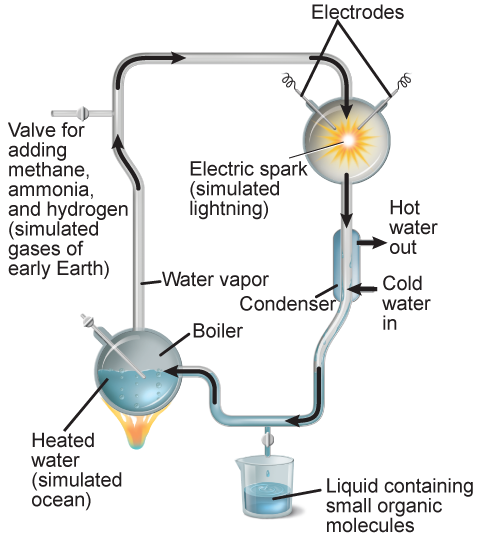 Electrodes
Valve for
adding
methane,
ammonia,
and hydrogen
(simulated
gases of
early Earth)
Electric spark
(simulated
lightning)
Hot
water
out
Water vapor
Condenser
Cold
water
in
Boiler
Heated
water
(simulated
ocean)
Liquid containing
small organic
molecules